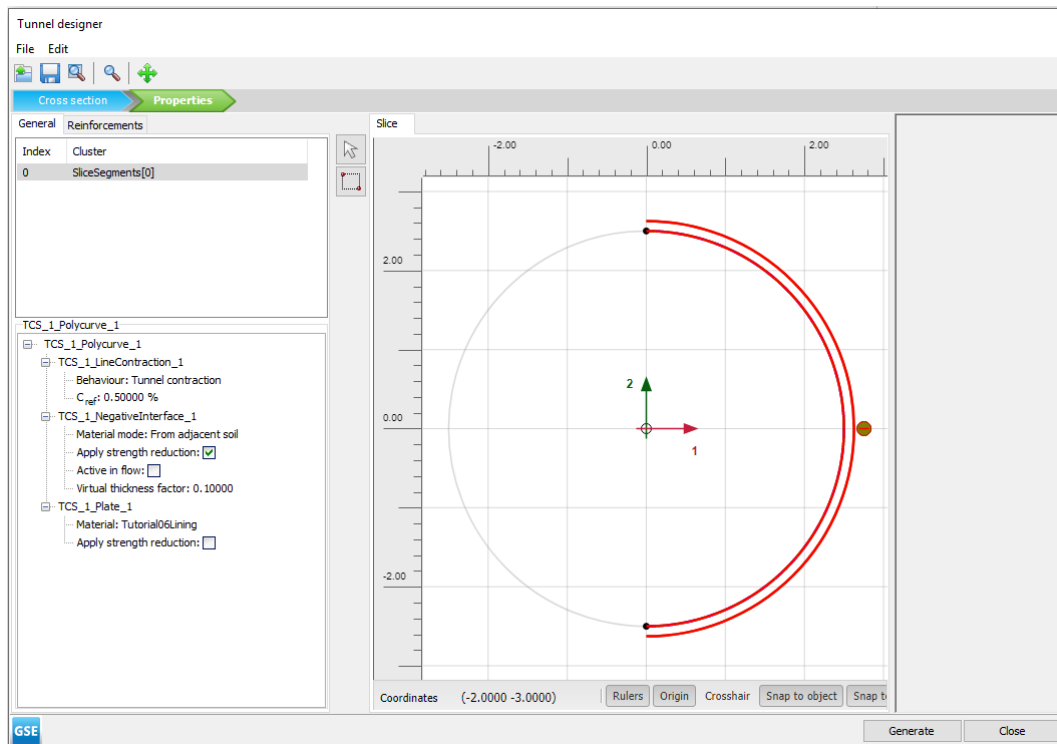 Tunnel designer
File Edit
Cross section Properties
General Reinforcements
Index Cluster
0 SliceSegments[0]
TCS_1_Polycurve_1
TCS_1_Polycurve_1
TCS_1_LineContraction_1
Behaviour: Tunnel contraction
Cref: 0.50000 %
TCS_1_NegativeInterface_1
Material mode: From adjacent soil
Apply strength reduction:
Active in flow:
Virtual thickness factor: 0.10000
TCS_1_Plate_1
Material: Tutorial06Lining
Apply strength reduction:
Slice
-2.00 0.00 2.00
2.00
0.00
-2.00
2
1
Coordinates (-2.0000 -3.0000) Rulers Origin Crosshair Snap to object Snap to
GSE Generate Close